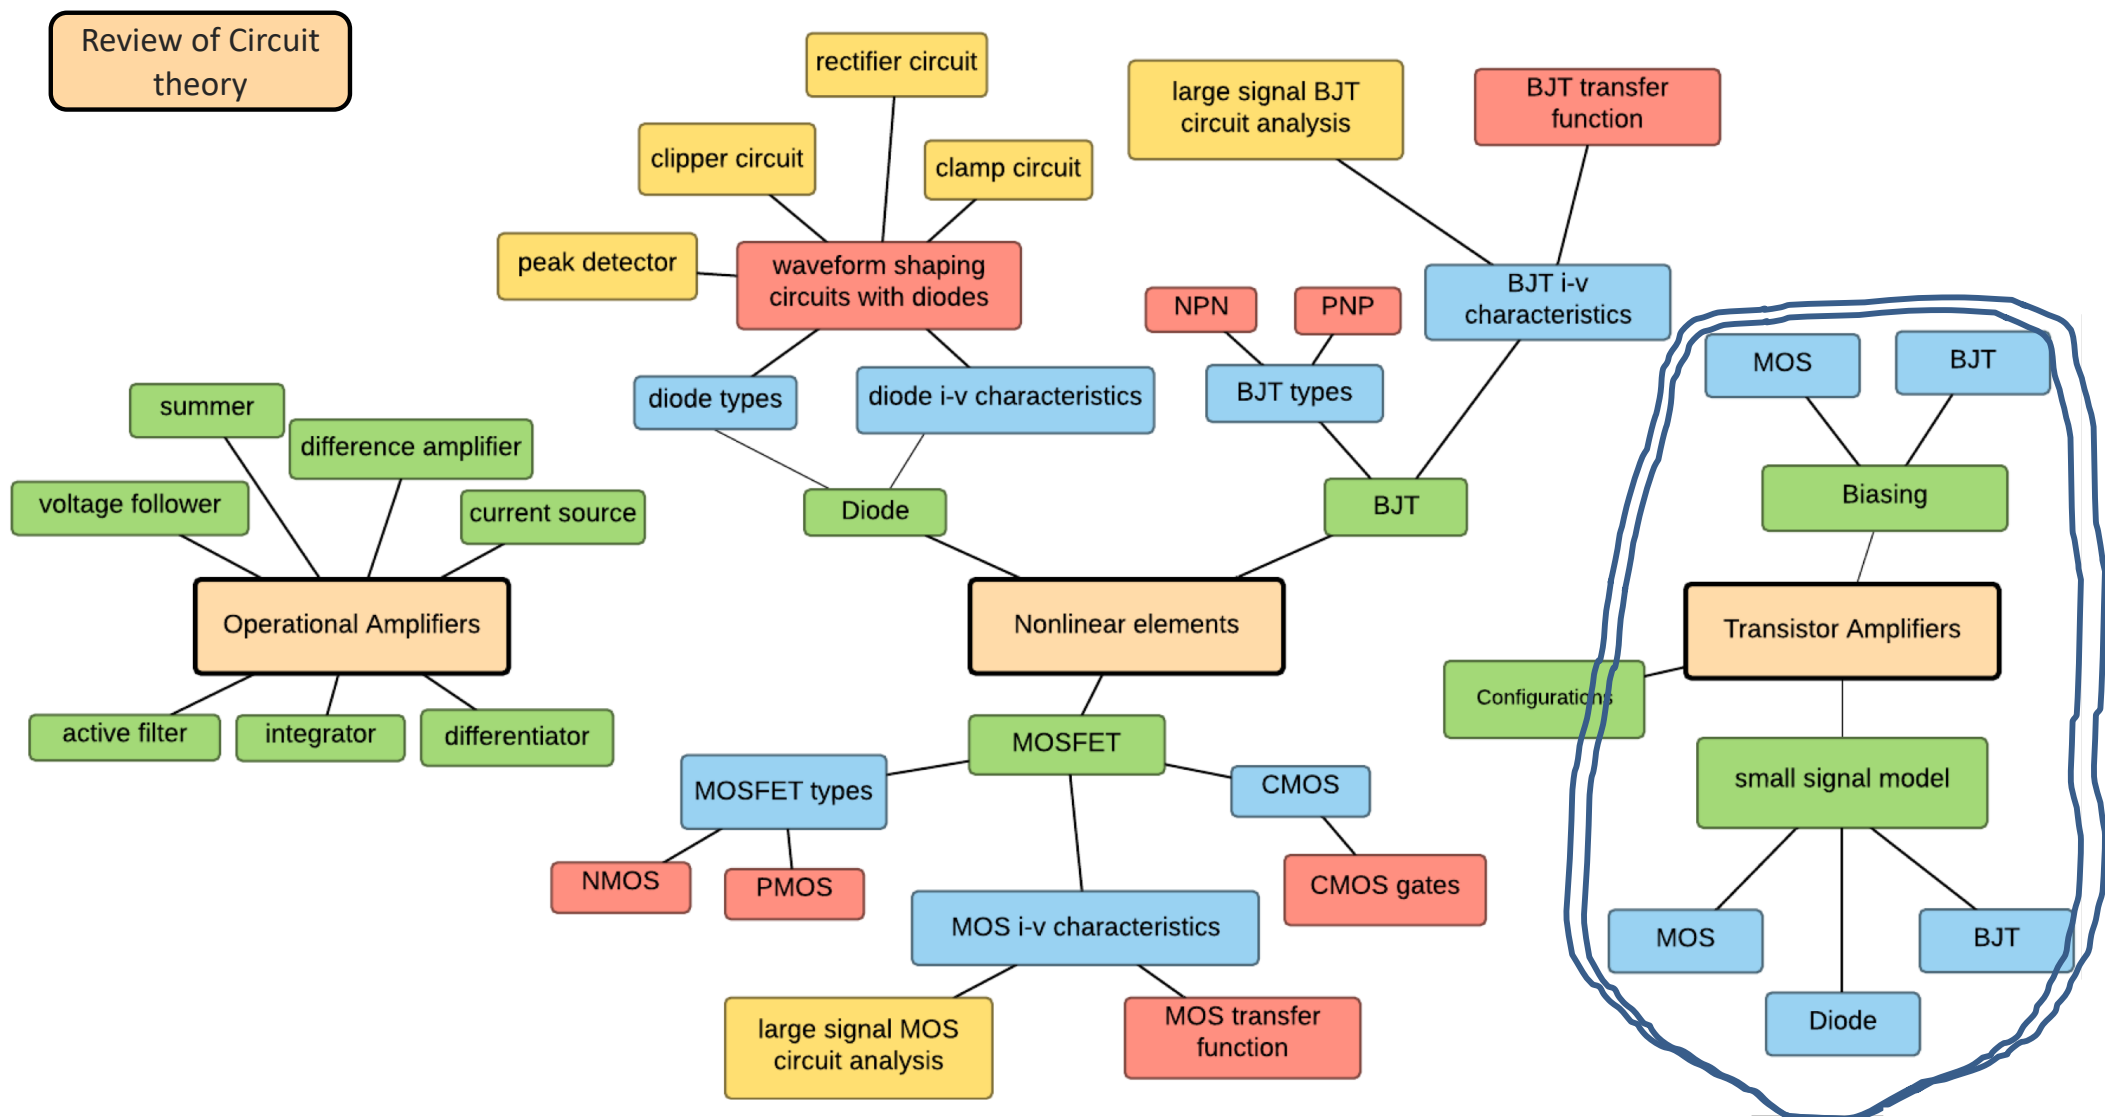 Review of Circuit
theory
rectifier circuit
clipper circuit
clamp circuit
peak detector
waveform shaping
circuits with diodes
diode types
diode i-v characteristics
Diode
large signal BJT
circuit analysis
BJT transfer
function
BJT i-v
characteristics
NPN
PNP
BJT types
BJT
summer
difference amplifier
voltage follower
current source
Operational Amplifiers
active filter
integrator
differentiator
Nonlinear elements
MOSFET
MOSFET types
NMOS
PMOS
CMOS
CMOS gates
MOS i-v characteristics
large signal MOS
circuit analysis
MOS transfer
function
MOS
BJT
Biasing
Transistor Amplifiers
Configurations
small signal model
MOS
BJT
Diode